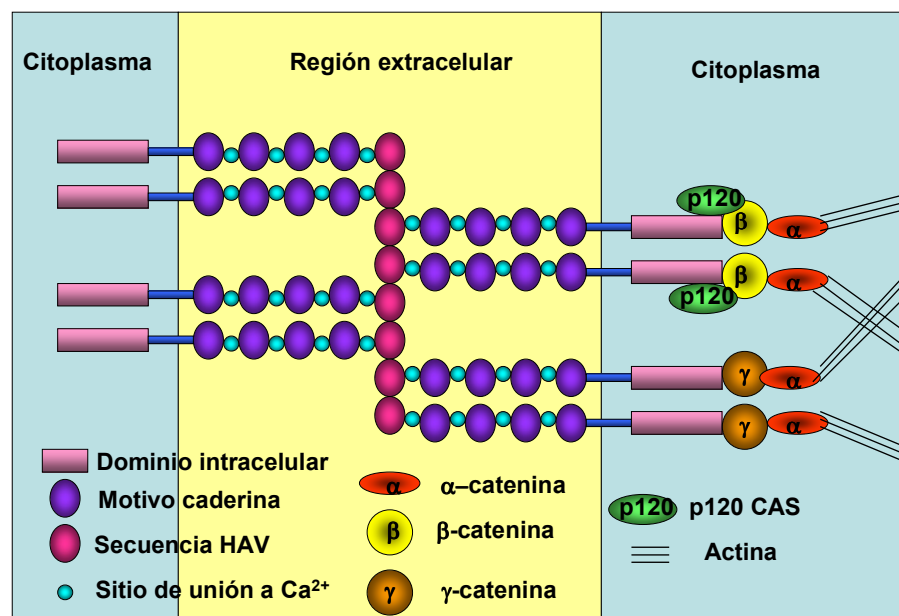 Citoplasma
Región extracelular
Citoplasma
p120
β
α
β
α
p120
γ
α
γ
α
Dominio intracelular
Motivo caderina
Secuencia HAV
Sitio de unión a Ca²⁺
α
α–catenina
β
β-catenina
γ
γ-catenina
p120
p120 CAS
Actina